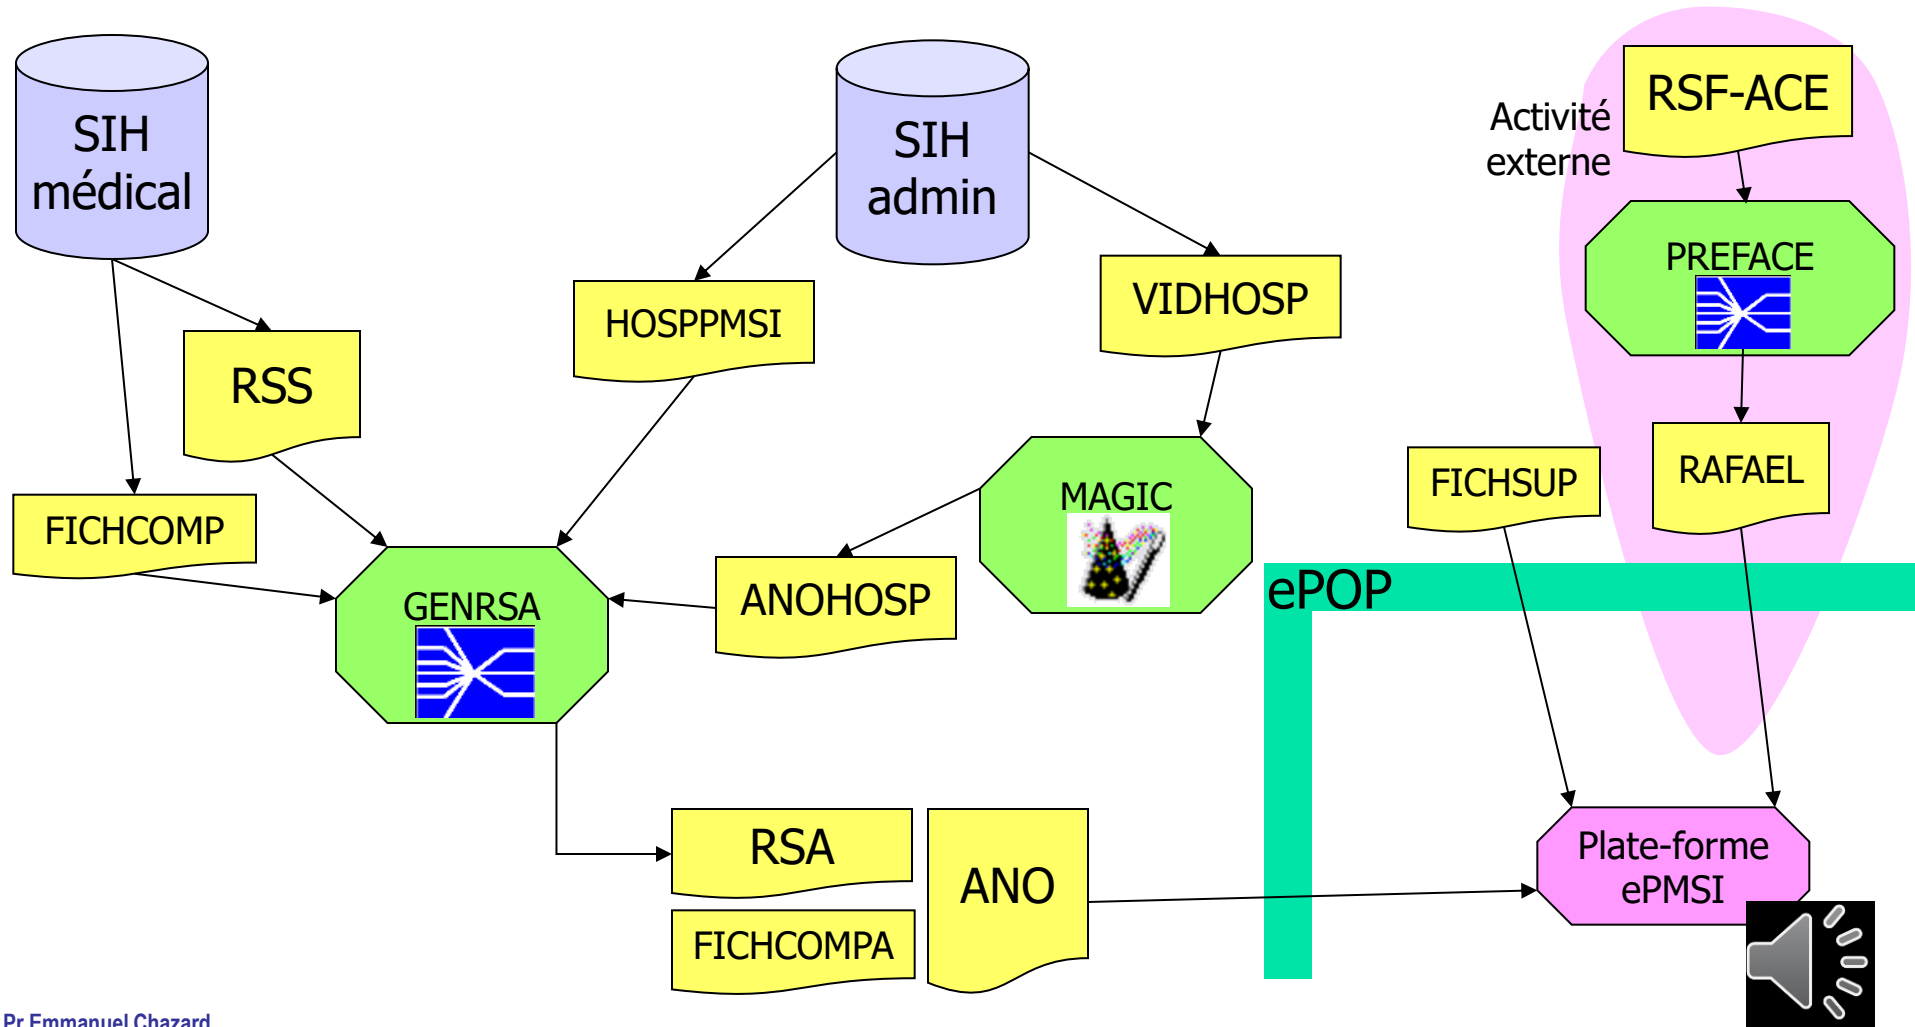 SIH
médical
SIH
admin
Activité
externe
RSF-ACE
PREFACE
HOSPPMSI
VIDHOSP
RSS
FICHCOMP
MAGIC
FICHSUP
RAFAEL
GENRSA
ANOHOSP
ePOP
RSA
ANO
FICHCOMPA
Plate-forme
ePMSI
Pr Emmanuel Chazard